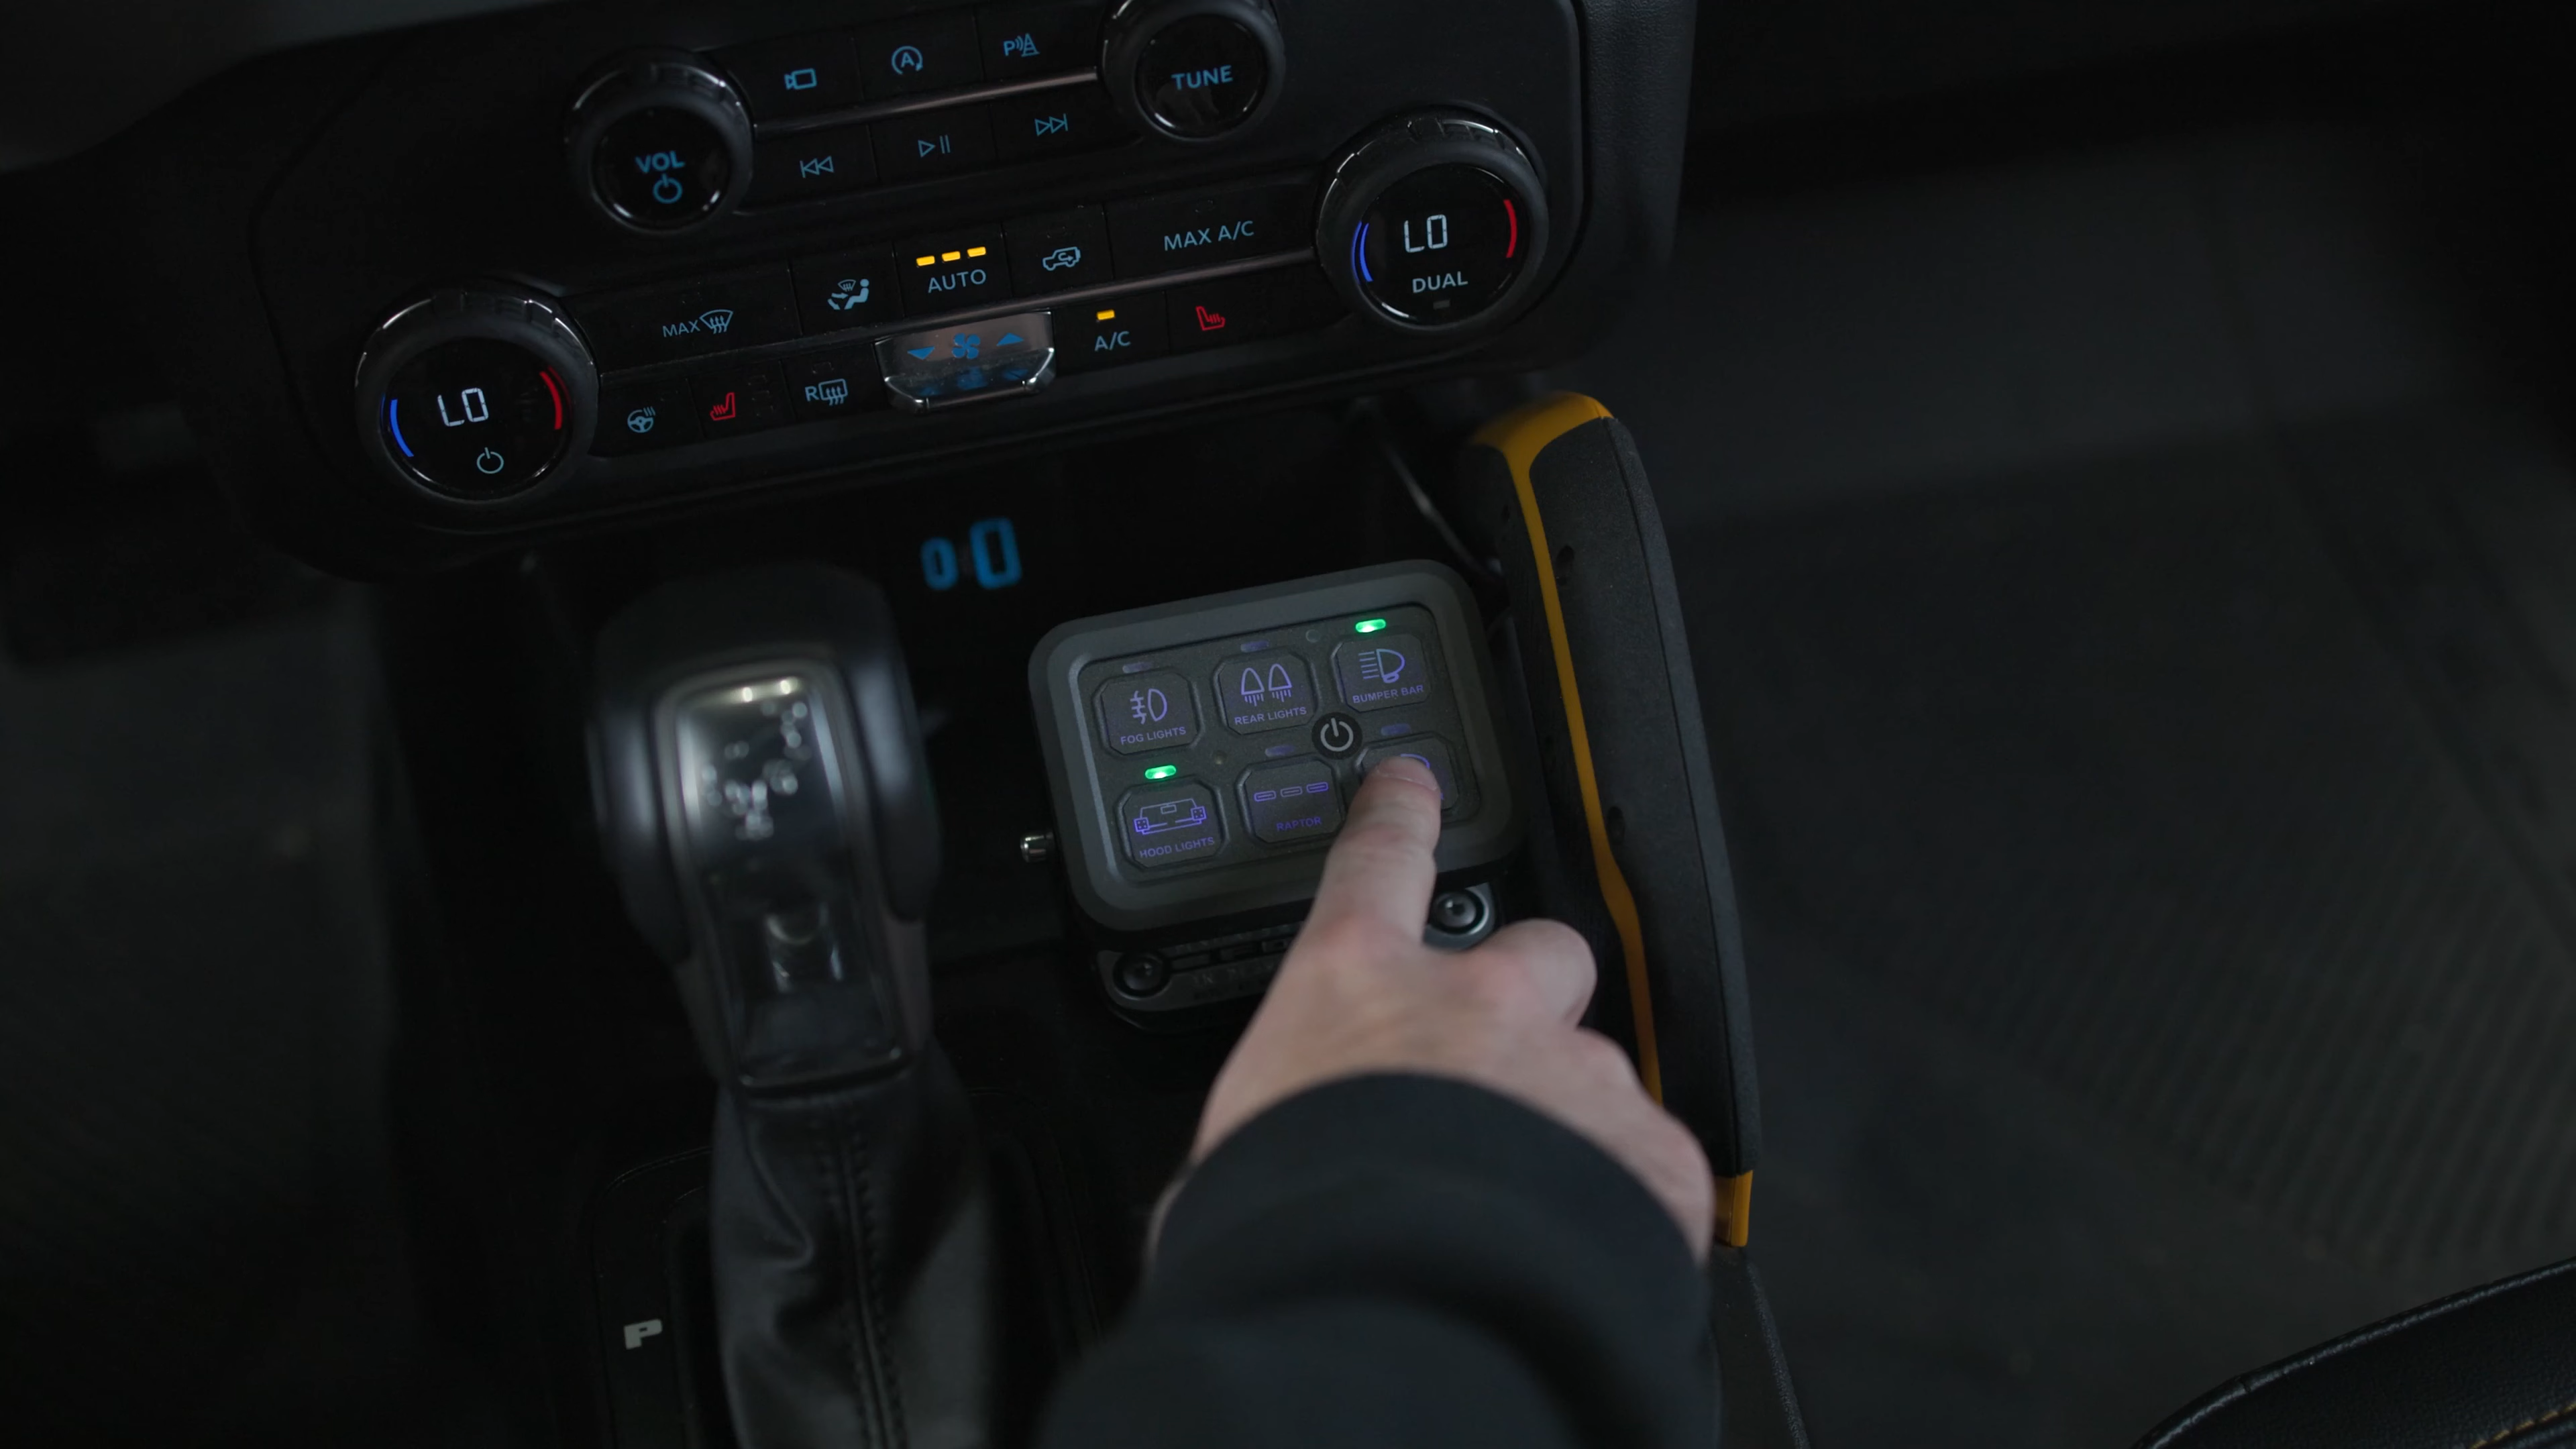 P
A
TUNE
VOL
LO
DUAL
MAX A/C
AUTO
MAX
A/C
R
LO
BUMPER BAR
REAR LIGHTS
FOG LIGHTS
HOOD LIGHTS
RAPTOR
P